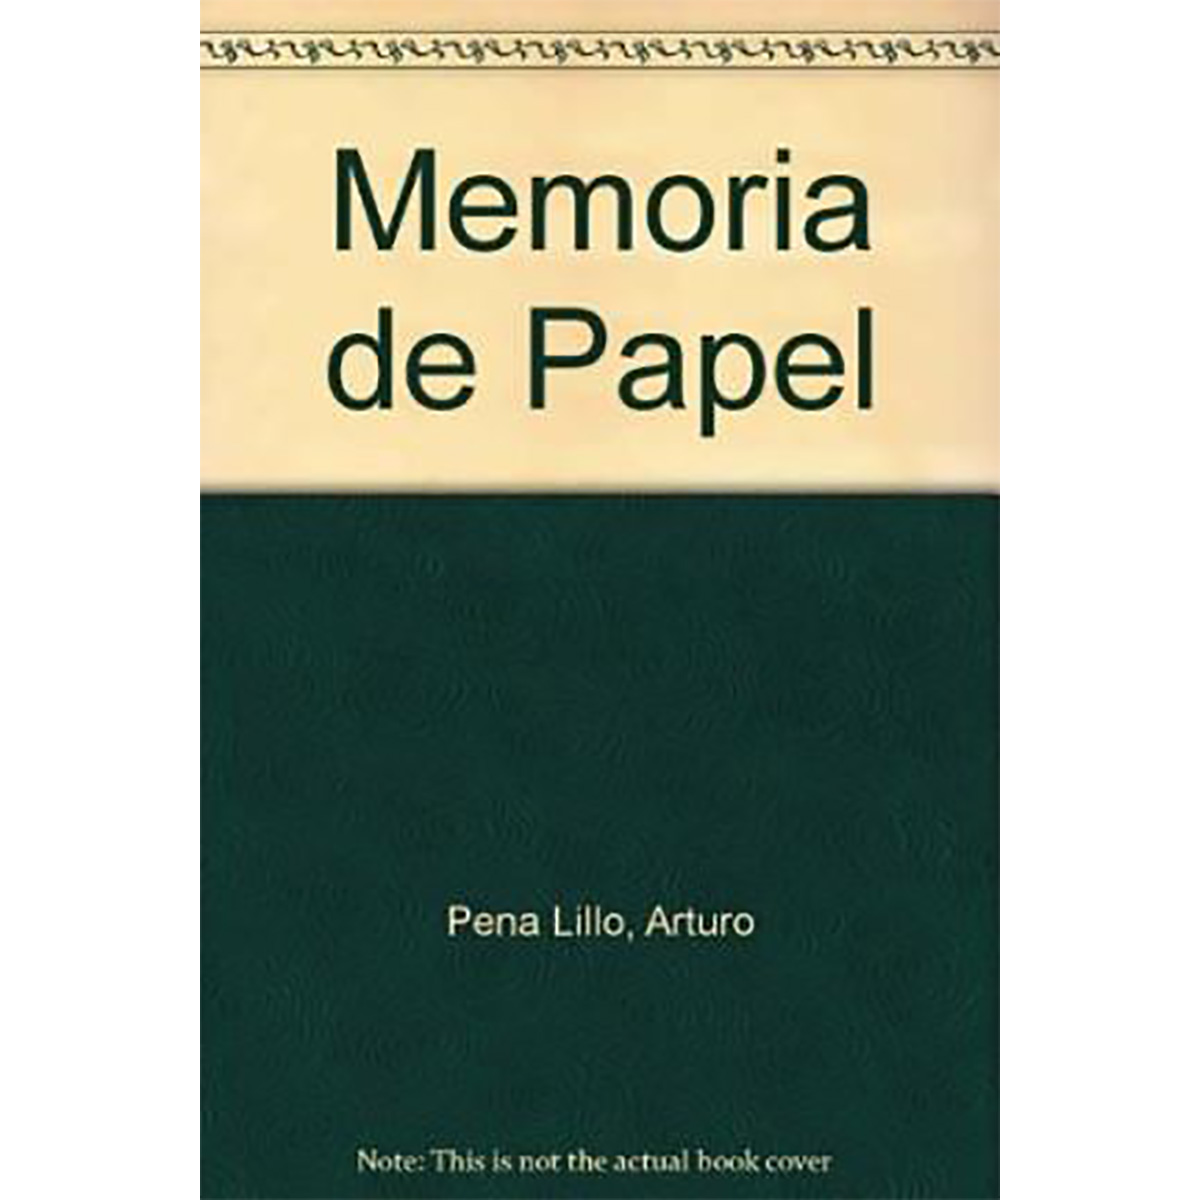 Memoria
de Papel
Pena Lillo, Arturo
Note: This is not the actual book cover